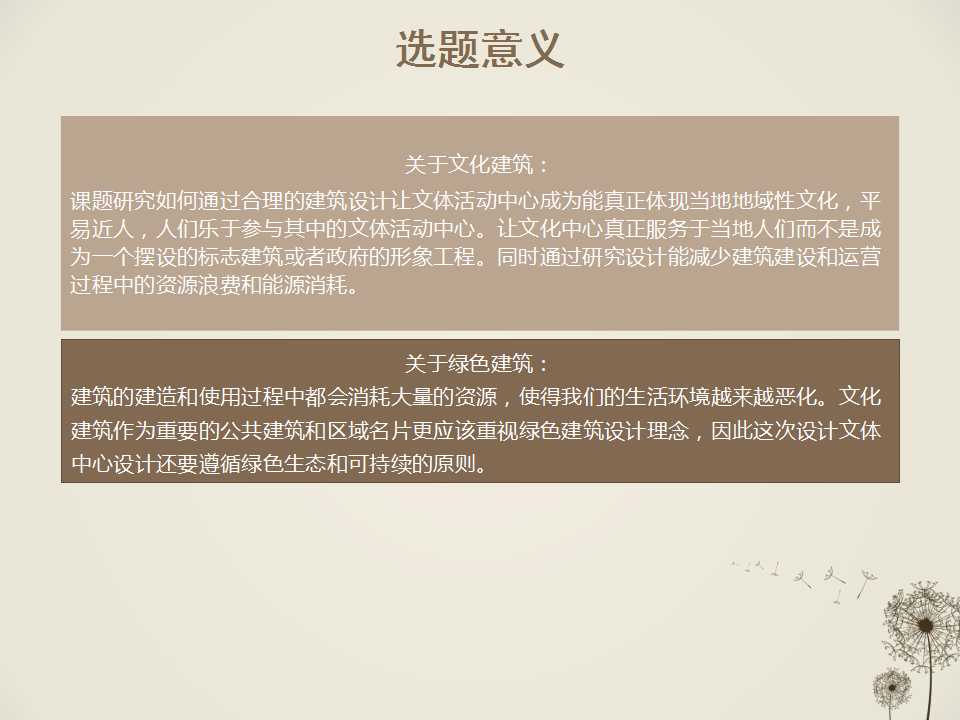 选题意义
关于文化建筑：
课题研究如何通过合理的建筑设计让文体活动中心成为能真正体现当地地域性文化，平
易近人，人们乐于参与其中的文体活动中心。让文化中心真正服务于当地人们而不是成
为一个摆设的标志建筑或者政府的形象工程。同时通过研究设计能减少建筑建设和运营
过程中的资源浪费和能源消耗。
关于绿色建筑：
建筑的建造和使用过程中都会消耗大量的资源，使得我们的生活环境越来越恶化。文化
建筑作为重要的公共建筑和区域名片更应该重视绿色建筑设计理念，因此这次设计文体
中心设计还要遵循绿色生态和可持续的原则。